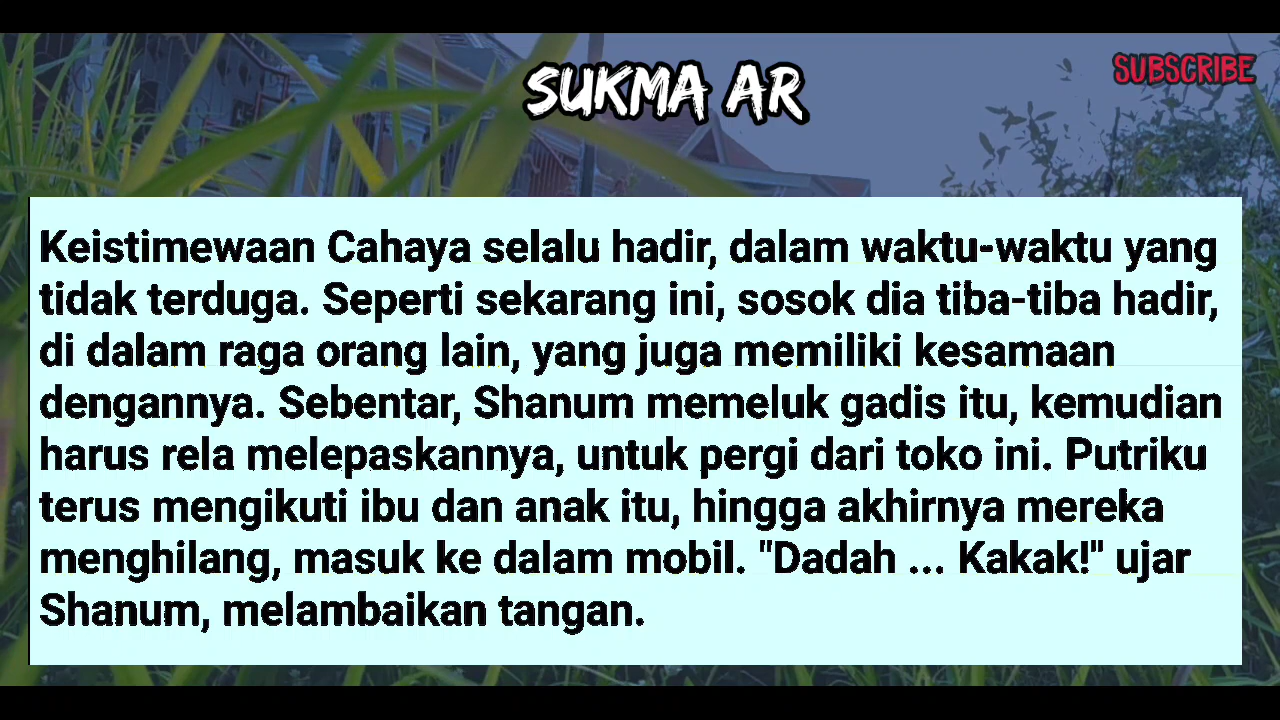 SUKMA AR
SUBSCRIBE
Keistimewaan Cahaya selalu hadir, dalam waktu-waktu yang
tidak terduga. Seperti sekarang ini, sosok dia tiba-tiba hadir,
di dalam raga orang lain, yang juga memiliki kesamaan
dengannya. Sebentar, Shanum memeluk gadis itu, kemudian
harus rela melepaskannya, untuk pergi dari toko ini. Putriku
terus mengikuti ibu dan anak itu, hingga akhirnya mereka
menghilang, masuk ke dalam mobil. "Dadah ... Kakak!" ujar
Shanum, melambaikan tangan.